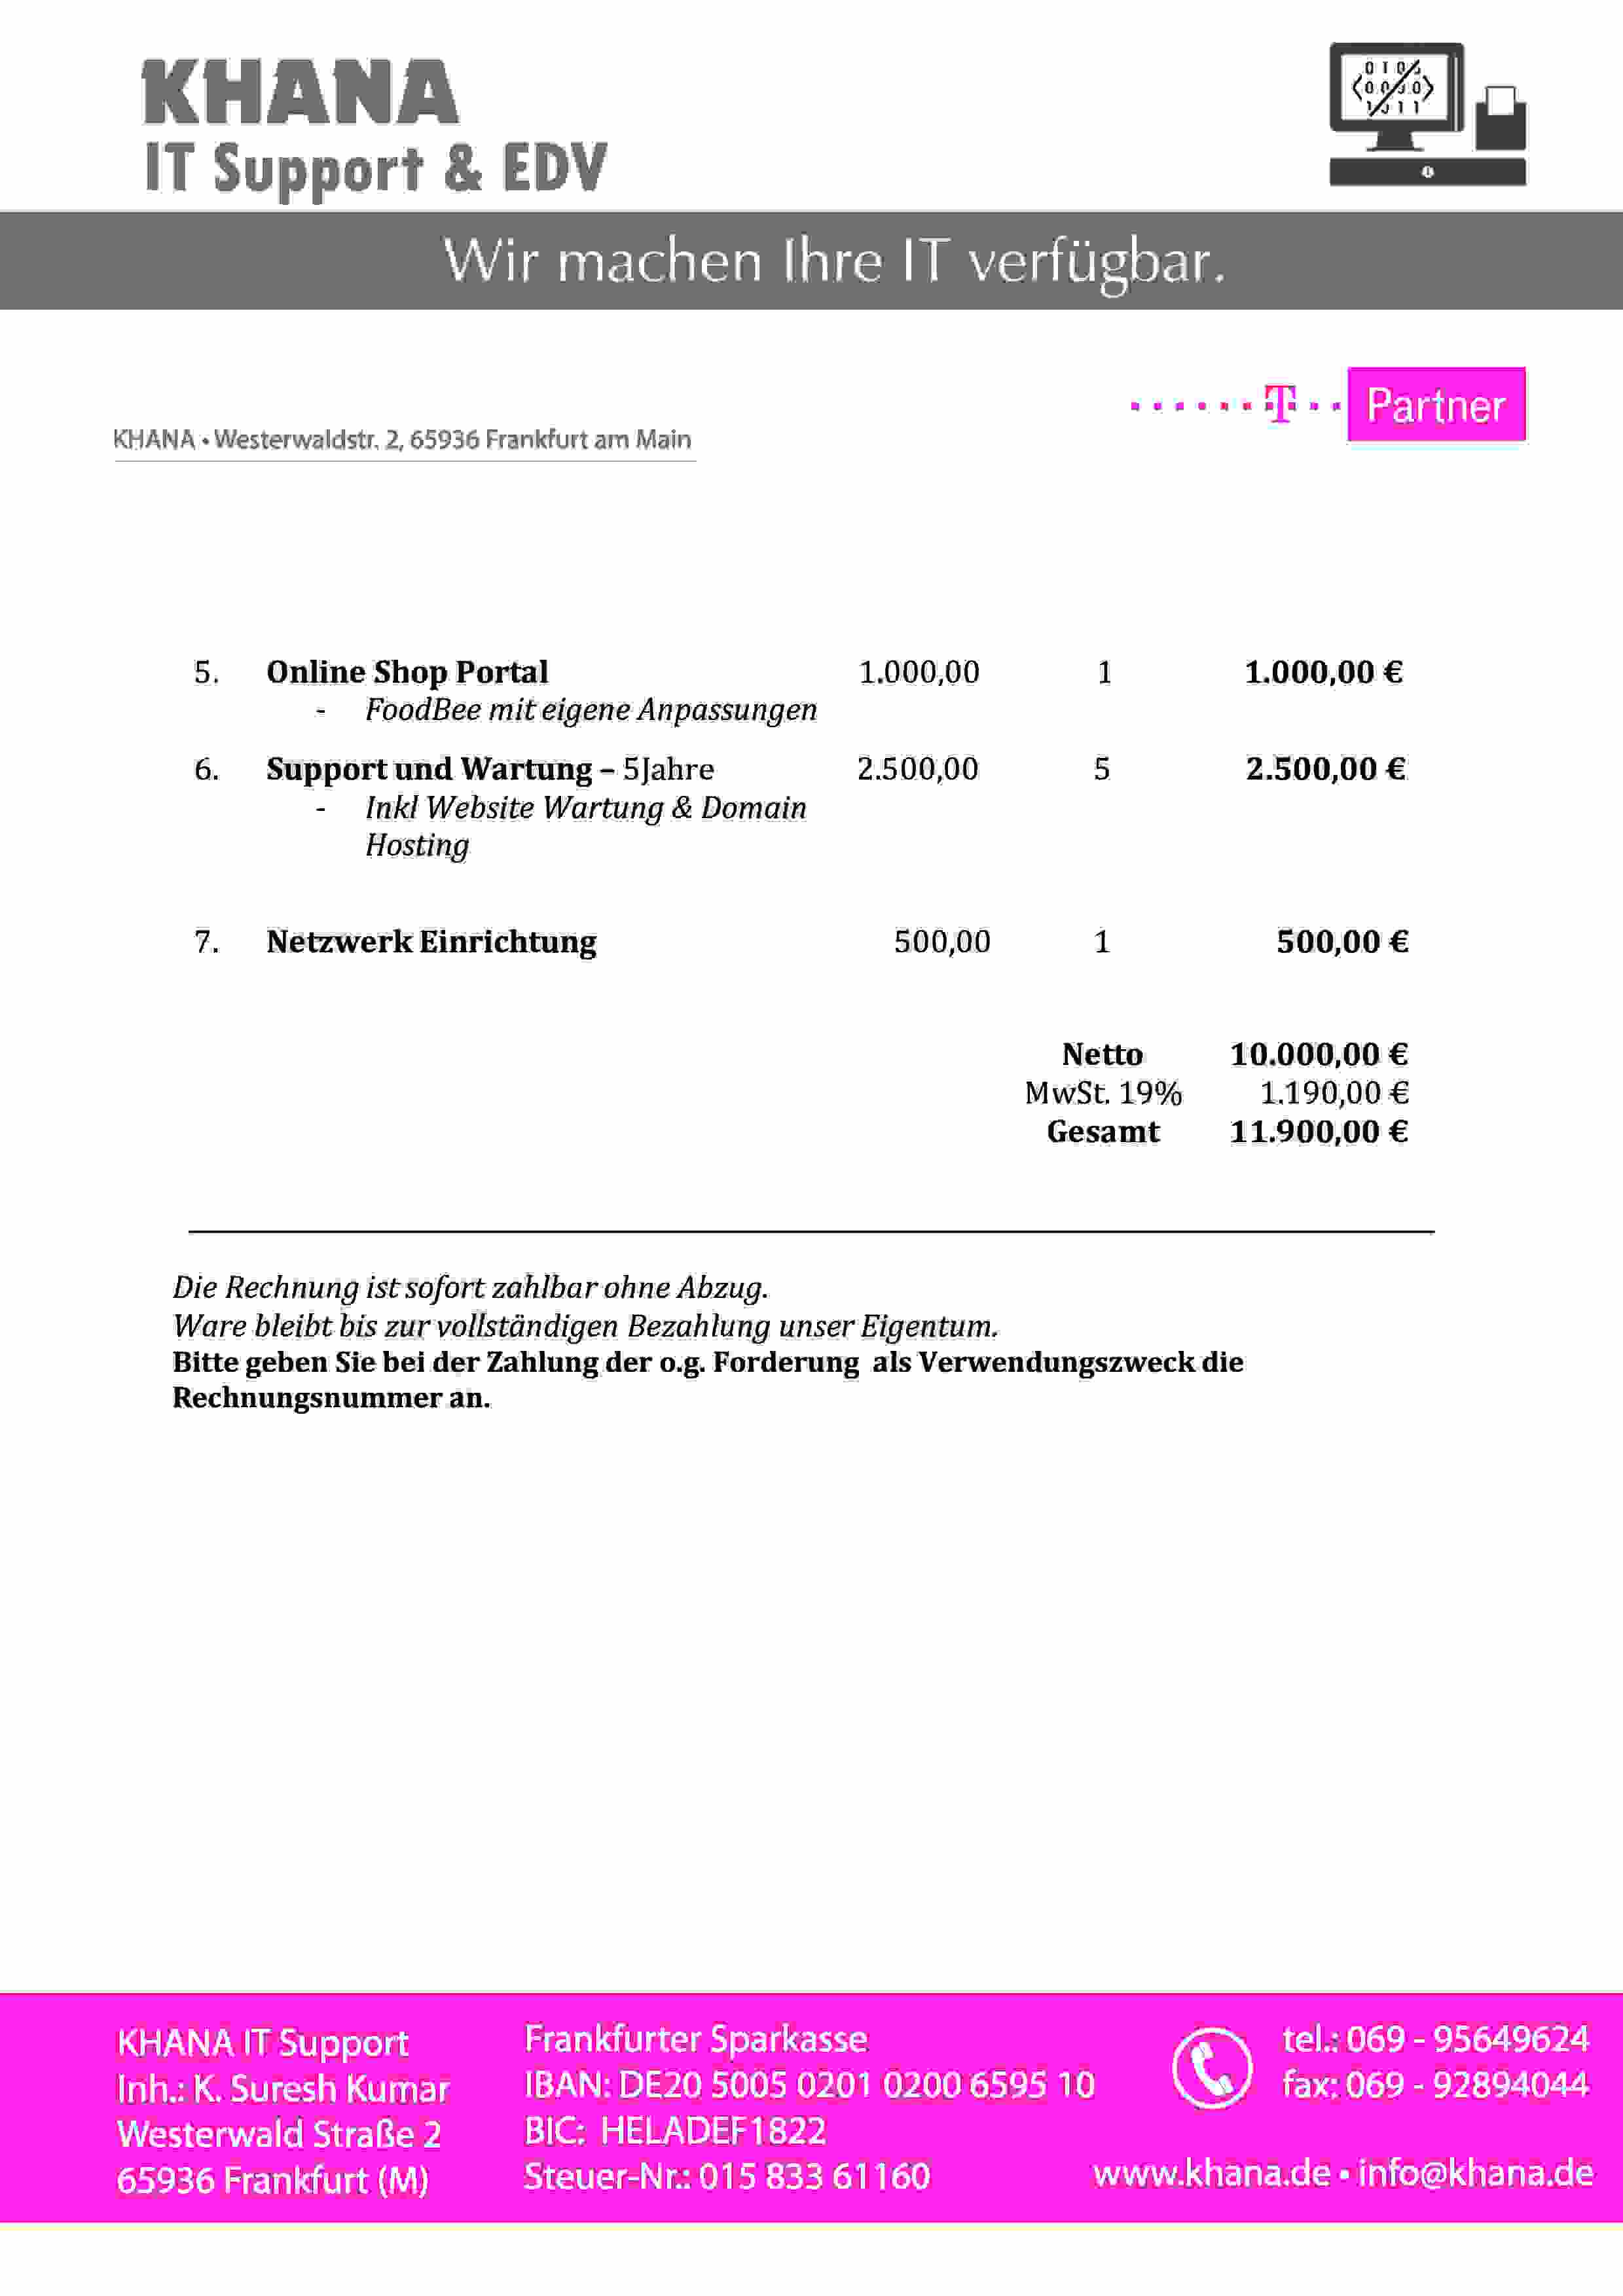 KHANA
IT Support & EDV
Wir machen Ihre IT verfügbar.
T Partner
KHANA • Westerwaldstr. 2, 65936 Frankfurt am Main
5. Online Shop Portal 1.000,00 1 1.000,00 €
- FoodBee mit eigene Anpassungen
6. Support und Wartung – 5Jahre 2.500,00 5 2.500,00 €
- Inkl Website Wartung & Domain
Hosting
7. Netzwerk Einrichtung 500,00 1 500,00 €
Netto 10.000,00 €
MwSt. 19% 1.190,00 €
Gesamt 11.900,00 €
Die Rechnung ist sofort zahlbar ohne Abzug.
Ware bleibt bis zur vollständigen Bezahlung unser Eigentum.
Bitte geben Sie bei der Zahlung der o.g. Forderung als Verwendungszweck die
Rechnungsnummer an.
KHANA IT Support
Inh.: K. Suresh Kumar
Westerwald Straße 2
65936 Frankfurt (M)
Frankfurter Sparkasse
IBAN: DE20 5005 0201 0200 6595 10
BIC: HELADEF1822
Steuer-Nr.: 015 833 61160
tel.: 069 - 95649624
fax: 069 - 92894044
www.khana.de • info@khana.de